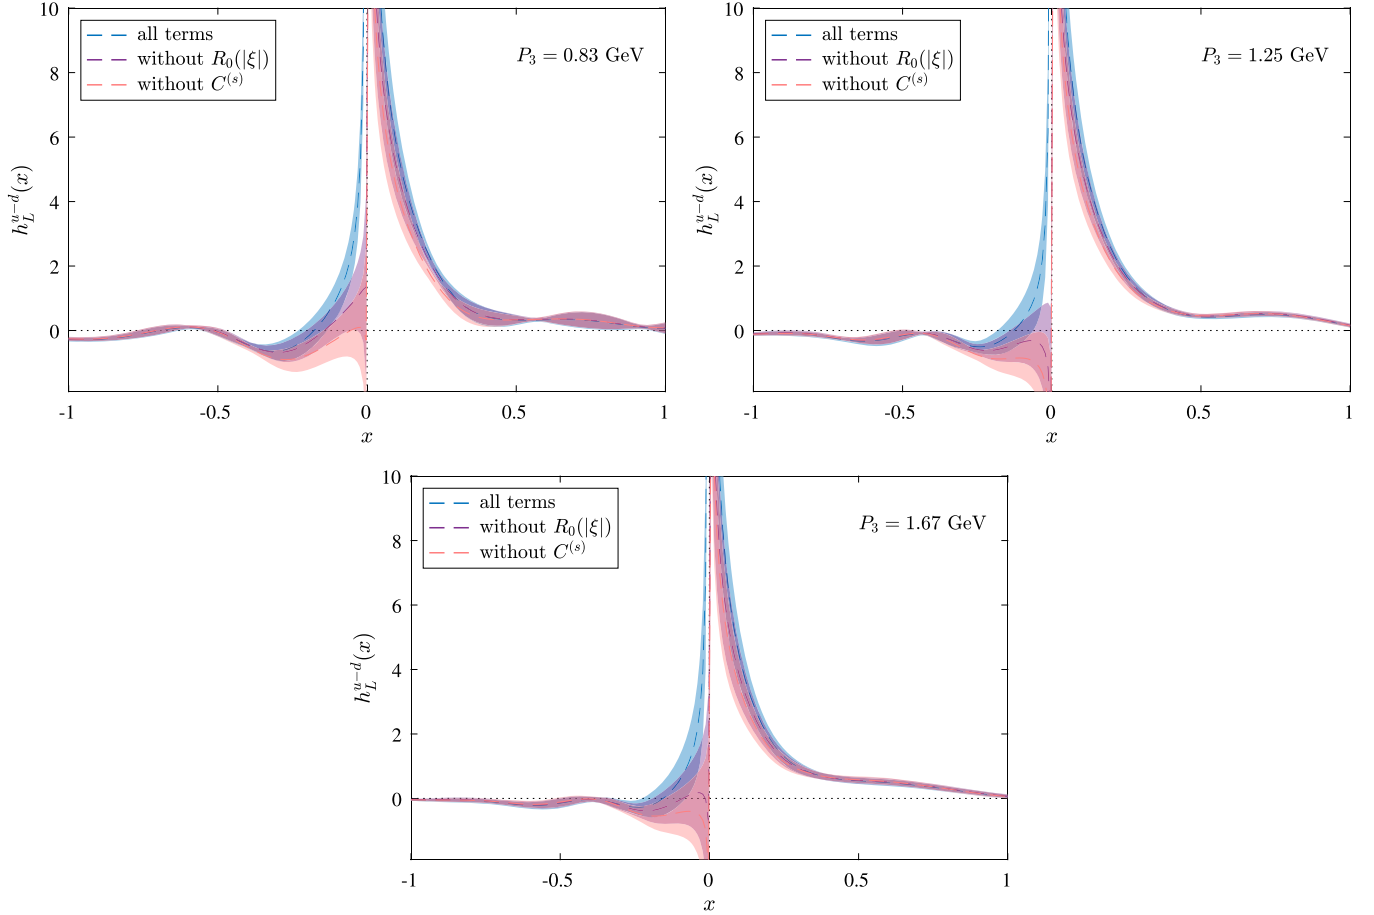 10
8
6
4
2
0
h_L^{u-d}(x)
all terms
without R_0(|ξ|)
without C^{(s)}
P_3 = 0.83 GeV
-1
-0.5
0
0.5
1
x
10
8
6
4
2
0
h_L^{u-d}(x)
all terms
without R_0(|ξ|)
without C^{(s)}
P_3 = 1.25 GeV
-1
-0.5
0
0.5
1
x
10
8
6
4
2
0
h_L^{u-d}(x)
all terms
without R_0(|ξ|)
without C^{(s)}
P_3 = 1.67 GeV
-1
-0.5
0
0.5
1
x